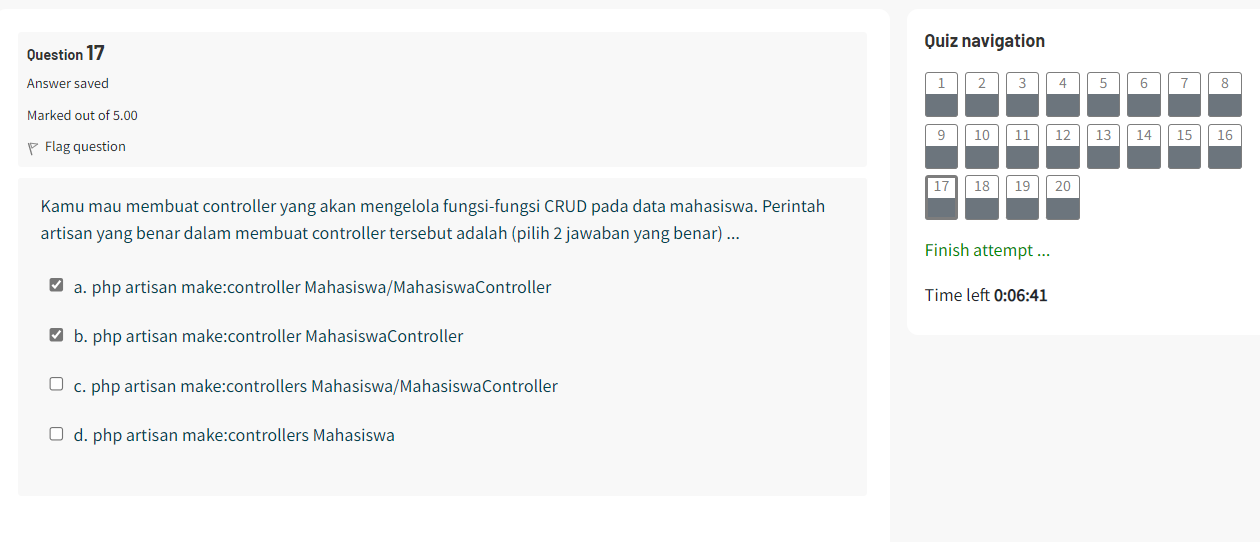 Question 17
Answer saved
Marked out of 5.00
Flag question
Kamu mau membuat controller yang akan mengelola fungsi-fungsi CRUD pada data mahasiswa. Perintah
artisan yang benar dalam membuat controller tersebut adalah (pilih 2 jawaban yang benar) ...
a. php artisan make:controller Mahasiswa/MahasiswaController
b. php artisan make:controller MahasiswaController
c. php artisan make:controllers Mahasiswa/MahasiswaController
d. php artisan make:controllers Mahasiswa
Quiz navigation
1 2 3 4 5 6 7 8
9 10 11 12 13 14 15 16
17 18 19 20
Finish attempt ...
Time left 0:06:41